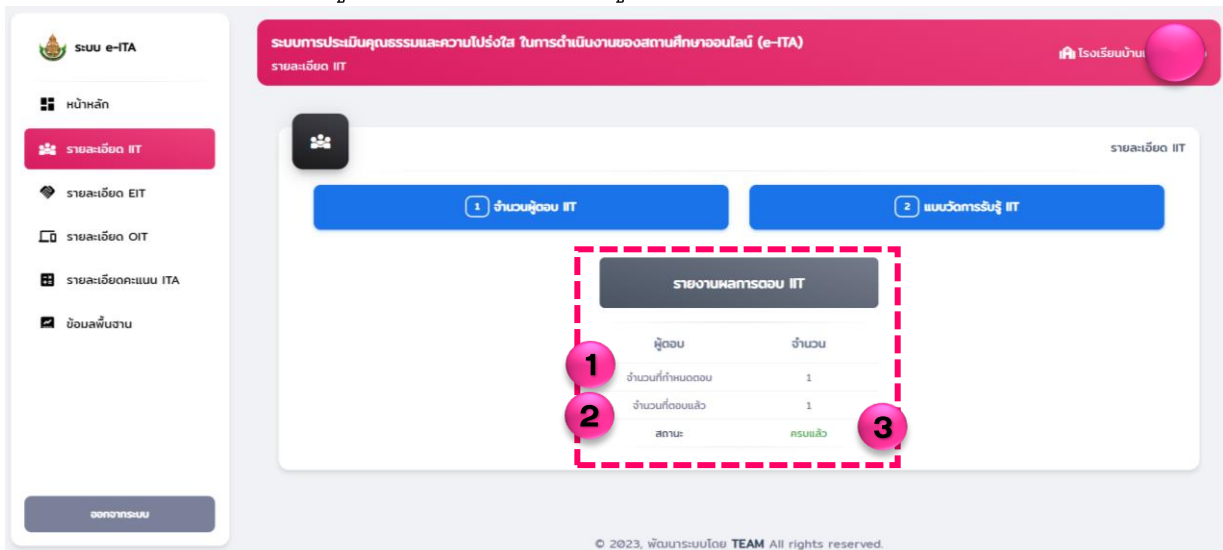 ระบบ e-ITA
หน้าหลัก
รายละเอียด IIT
รายละเอียด EIT
รายละเอียด OIT
รายละเอียดคะแนน ITA
ข้อมูลพื้นฐาน
ออกจากระบบ
ระบบการประเมินคุณธรรมและความโปร่งใส ในการดำเนินงานของสถานศึกษาออนไลน์ (e-ITA)
รายละเอียด IIT
โรงเรียนบ้าน
รายละเอียด IIT
1 จำนวนผู้ตอบ IIT
2 แบบวัดการรับรู้ IIT
รายงานผลการตอบ IIT
ผู้ตอบ จำนวน
1 จำนวนที่กำหนดตอบ 1
2 จำนวนที่ตอบแล้ว 1
สถานะ ครบแล้ว 3
© 2023, พัฒนาระบบโดย TEAM All rights reserved.